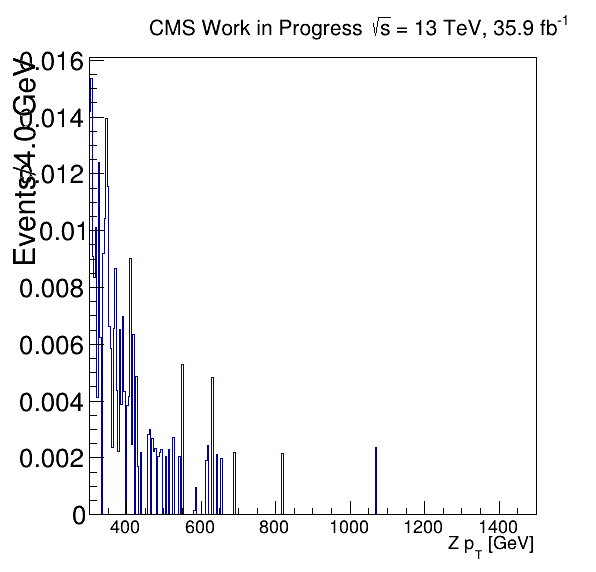 CMS Work in Progress √s = 13 TeV, 35.9 fb⁻¹
Events/4.0 GeV
0.016
0.014
0.012
0.01
0.008
0.006
0.004
0.002
0
400 600 800 1000 1200 1400
Z p_T [GeV]